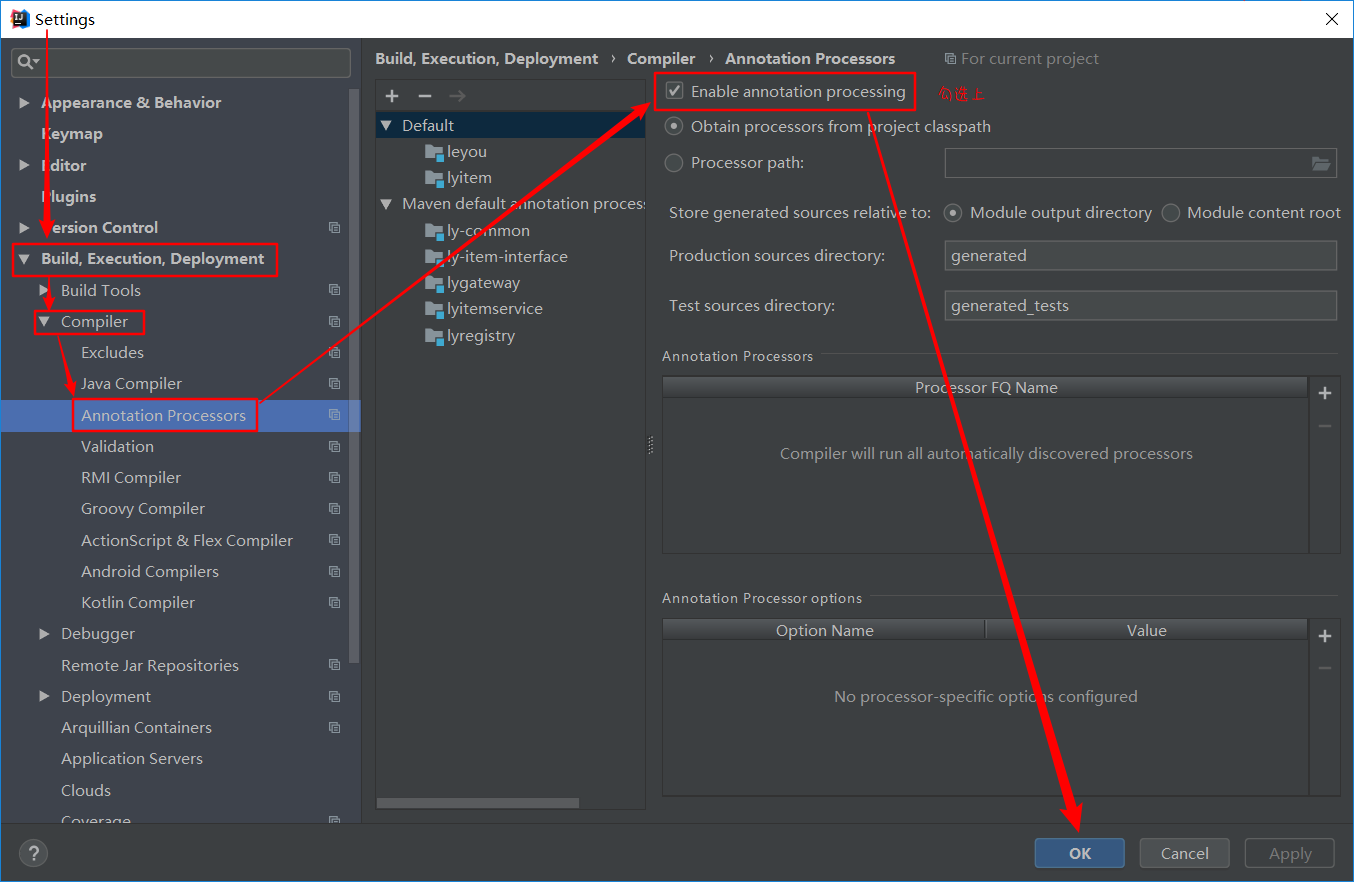 Settings
Appearance & Behavior
Keymap
Editor
Plugins
Version Control
Build, Execution, Deployment
Build Tools
Compiler
Excludes
Java Compiler
Annotation Processors
Validation
RMI Compiler
Groovy Compiler
ActionScript & Flex Compiler
Android Compilers
Kotlin Compiler
Debugger
Remote Jar Repositories
Deployment
Arquillian Containers
Application Servers
Clouds
Coverage
Build, Execution, Deployment › Compiler › Annotation Processors For current project
Default
leyou
lyitem
Maven default annotation proces
ly-common
ly-item-interface
lygateway
lyitemservice
lyregistry
Enable annotation processing 勾选上
Obtain processors from project classpath
Processor path:
Store generated sources relative to: Module output directory Module content root
Production sources directory: generated
Test sources directory: generated_tests
Annotation Processors
Processor FQ Name
Compiler will run all automatically discovered processors
Annotation Processor options
Option Name Value
No processor-specific options configured
? OK Cancel Apply